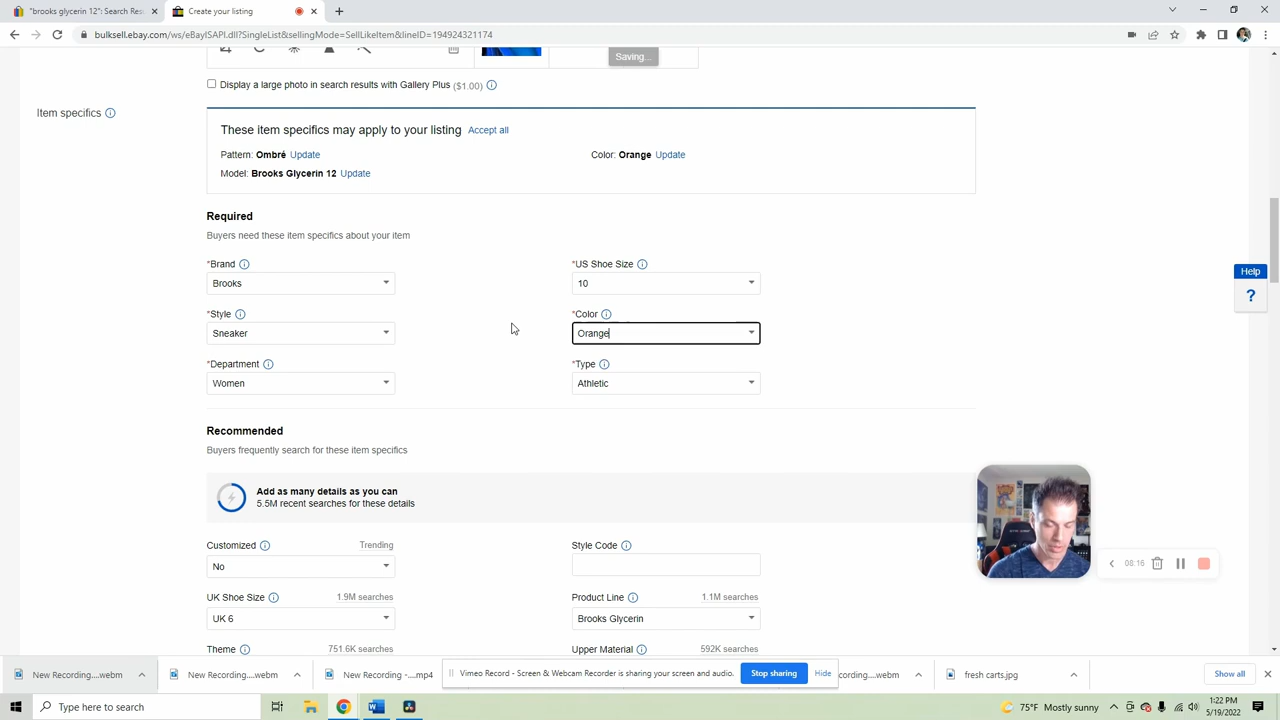 "brooks glycerin 12": Search Res
Create your listing
bulksell.ebay.com/ws/eBayISAPI.dll?SingleList&sellingMode=SellLikeItem&lineID=194924321174
Saving...
Display a large photo in search results with Gallery Plus ($1.00)
Item specifics
These item specifics may apply to your listing Accept all
Pattern: Ombré Update
Color: Orange Update
Model: Brooks Glycerin 12 Update
Required
Buyers need these item specifics about your item
Help
?
*Brand
*US Shoe Size
Brooks
10
*Style
*Color
Sneaker
Orange
*Department
*Type
Women
Athletic
Recommended
Buyers frequently search for these item specifics
Add as many details as you can
5.5M recent searches for these details
Customized Trending
Style Code
No
08:16
UK Shoe Size 1.9M searches
Product Line 1.1M searches
UK 6
Brooks Glycerin
Theme 751.6K searches
Upper Material 592K searches
New Recording....webm
New Recording....webm
New Recording -....mp4
Vimeo Record - Screen & Webcam Recorder is sharing your screen and audio.
Stop sharing
Hide
cording....webm
fresh carts.jpg
Show all
Type here to search
75°F Mostly sunny
1:22 PM
5/19/2022